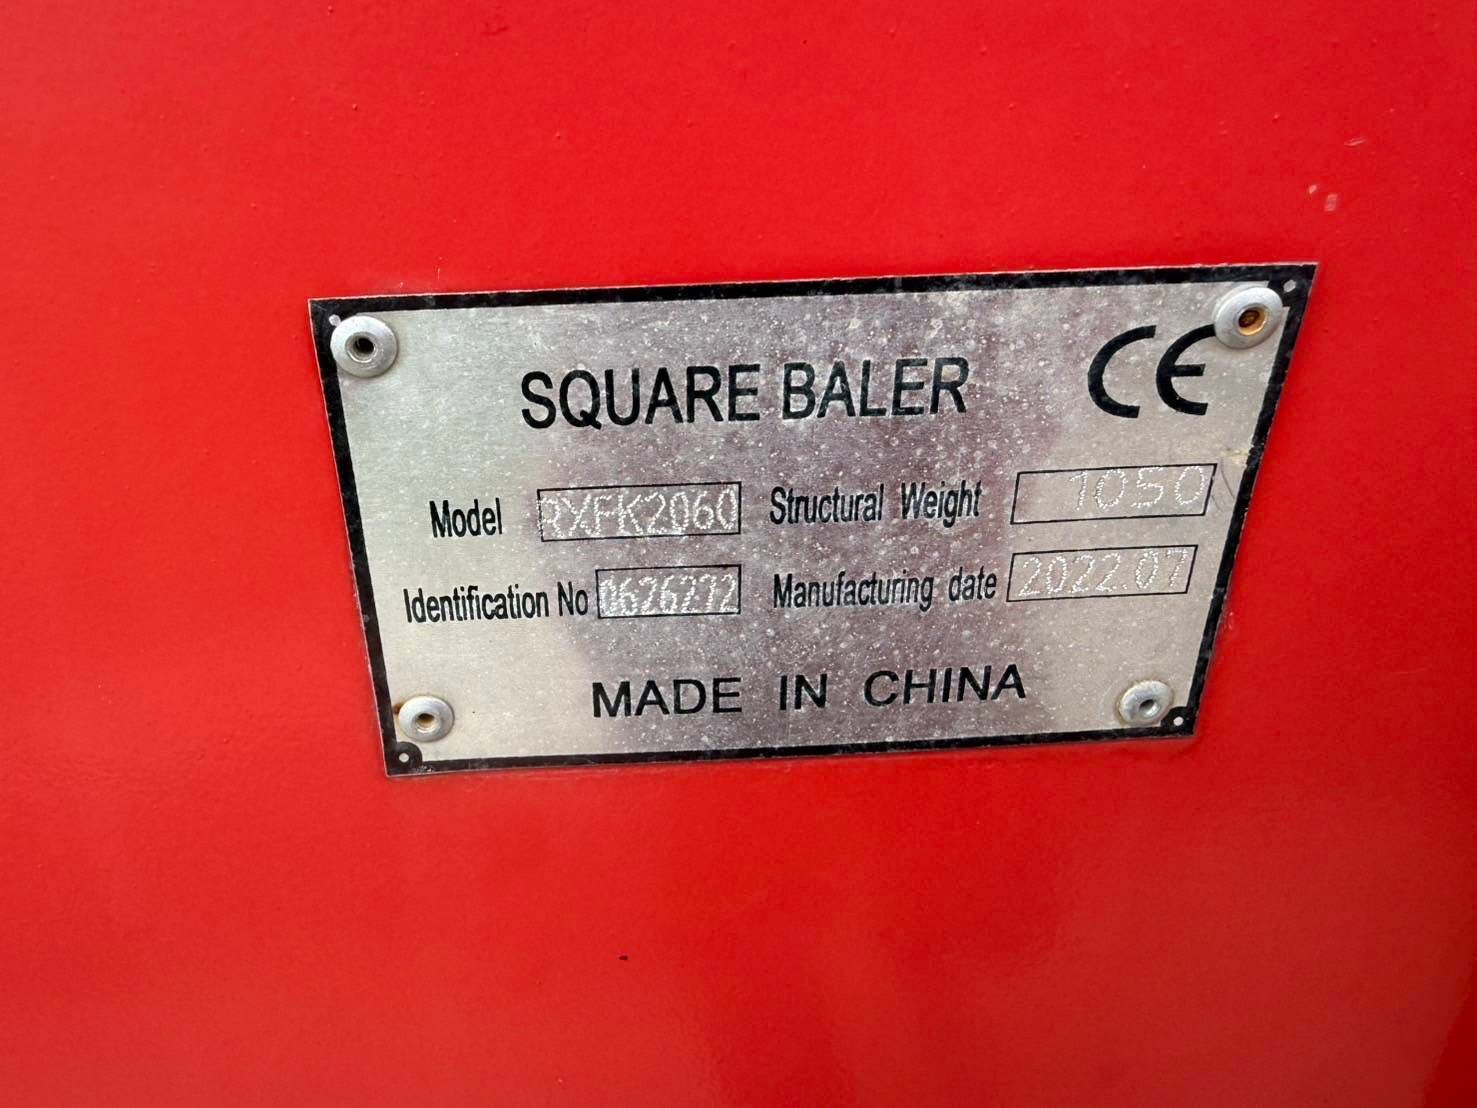 CE
SQUARE BALER
Model RXFK2060 Structural Weight 1050
Identification No 0626272 Manufacturing date 2022.07
MADE IN CHINA